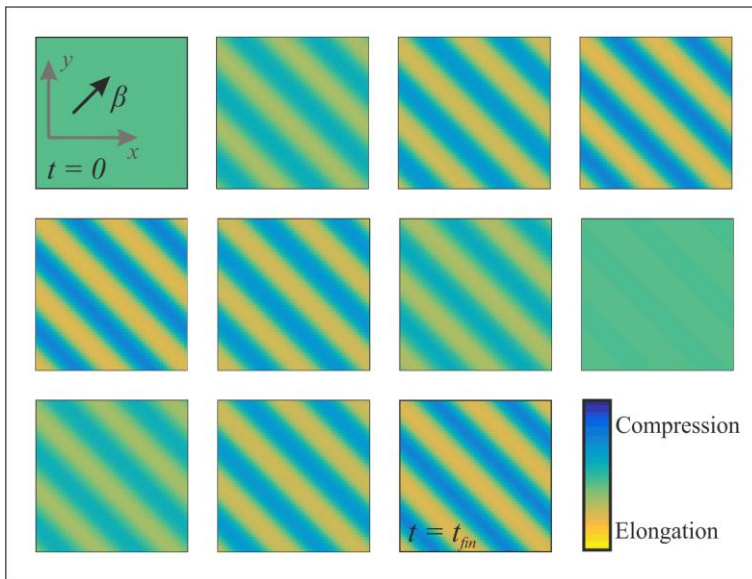 y
β
x
t = 0
Compression
t = t_fin
Elongation